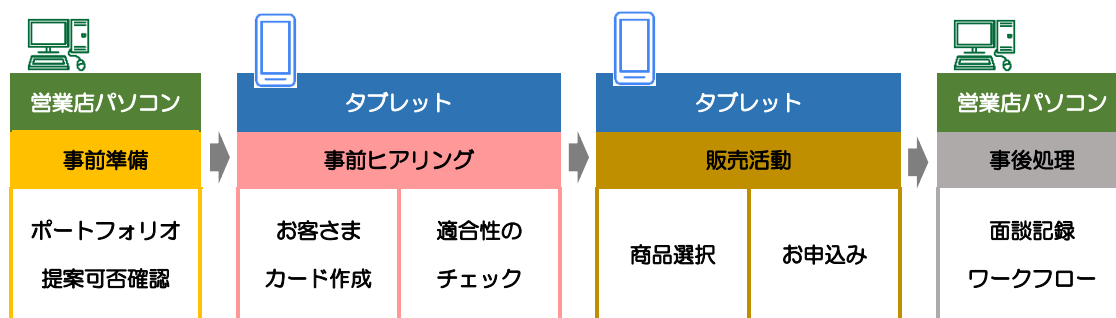 営業店パソコン
事前準備
ポートフォリオ
提案可否確認
タブレット
事前ヒアリング
お客さま
カード作成
適合性の
チェック
タブレット
販売活動
商品選択
お申込み
営業店パソコン
事後処理
面談記録
ワークフロー